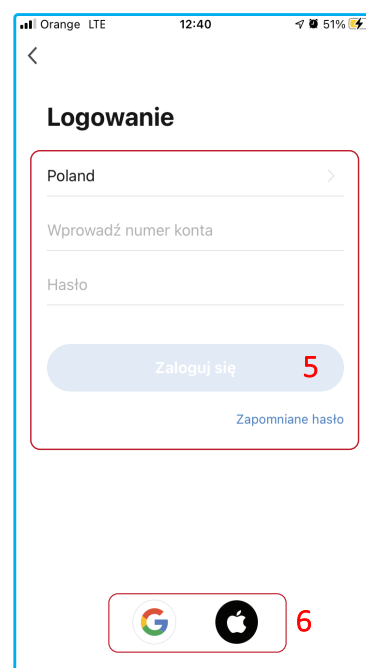 Orange LTE 12:40 51%
Logowanie
Poland
Wprowadź numer konta
Hasło
Zaloguj się 5
Zapomniane hasło
G 6